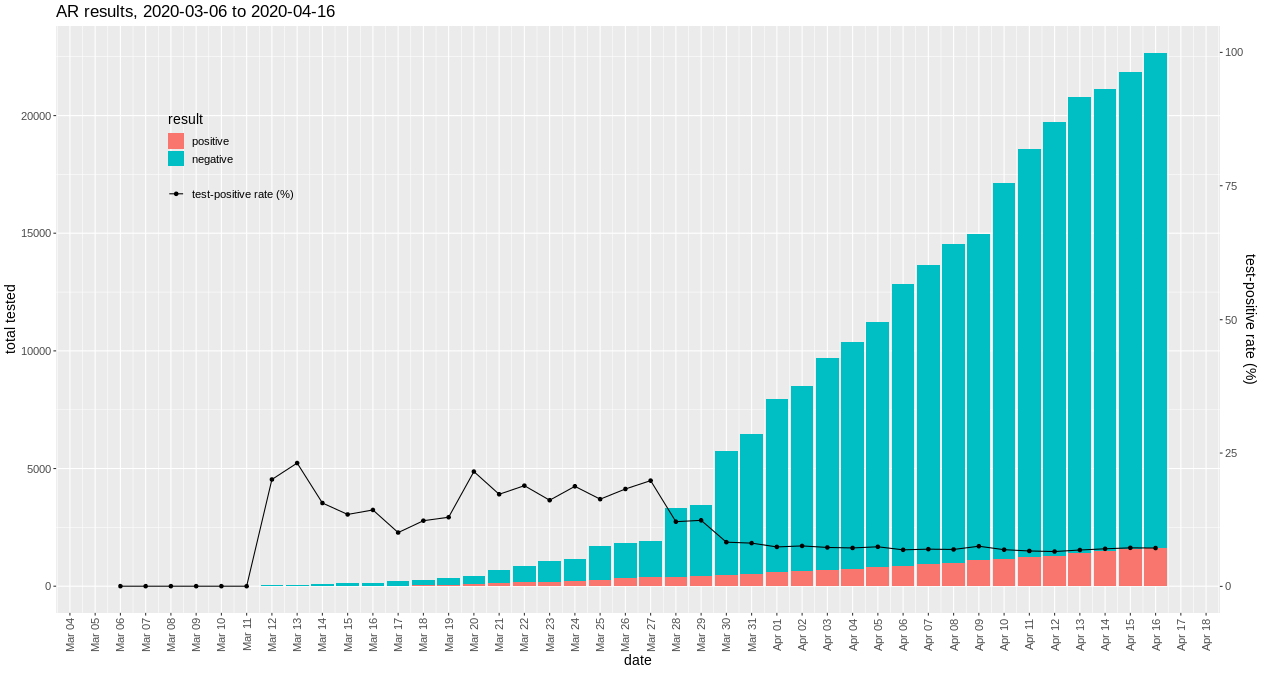 AR results, 2020-03-06 to 2020-04-16
total tested
20000
15000
10000
5000
0
result
positive
negative
test-positive rate (%)
100
75
50
25
0
test-positive rate (%)
Mar 04
Mar 05
Mar 06
Mar 07
Mar 08
Mar 09
Mar 10
Mar 11
Mar 12
Mar 13
Mar 14
Mar 15
Mar 16
Mar 17
Mar 18
Mar 19
Mar 20
Mar 21
Mar 22
Mar 23
Mar 24
Mar 25
Mar 26
Mar 27
Mar 28
Mar 29
Mar 30
Mar 31
Apr 01
Apr 02
Apr 03
Apr 04
Apr 05
Apr 06
Apr 07
Apr 08
Apr 09
Apr 10
Apr 11
Apr 12
Apr 13
Apr 14
Apr 15
Apr 16
Apr 17
Apr 18
date